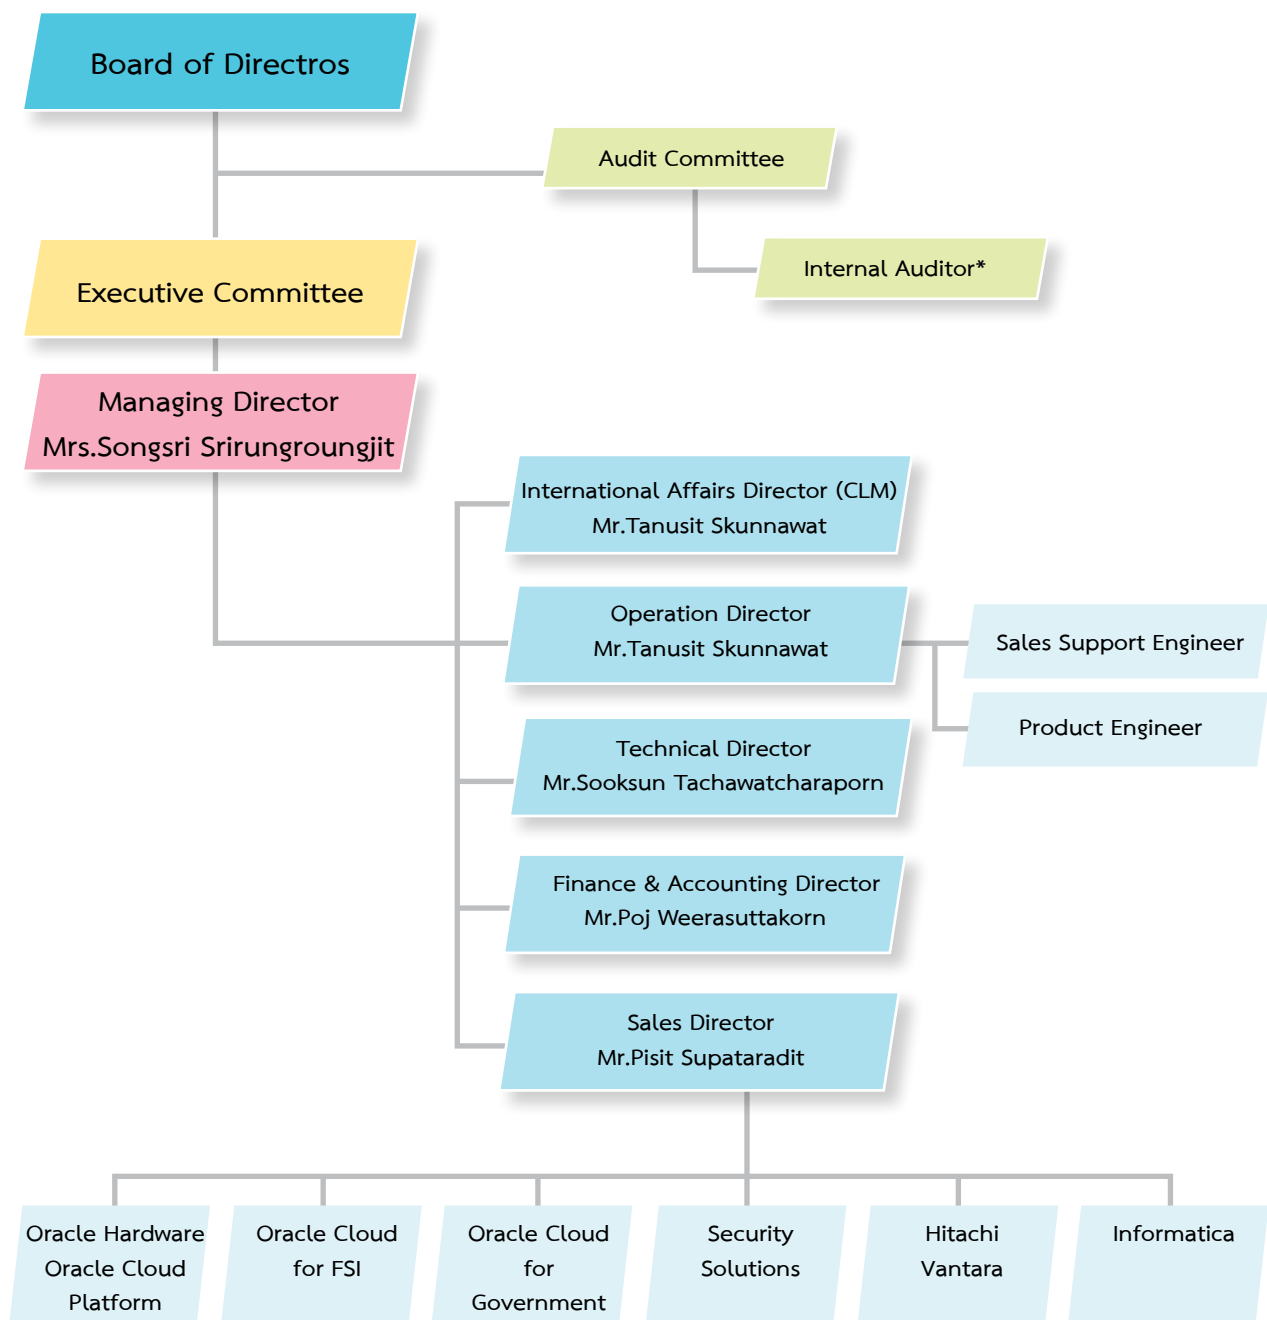 Board of Directros
Audit Committee
Internal Auditor*
Executive Committee
Managing Director
Mrs.Songsri Srirungroungjit
International Affairs Director (CLM)
Mr.Tanusit Skunnawat
Operation Director
Mr.Tanusit Skunnawat
Sales Support Engineer
Product Engineer
Technical Director
Mr.Sooksun Tachawatcharaporn
Finance & Accounting Director
Mr.Poj Weerasuttakorn
Sales Director
Mr.Pisit Supataradit
Oracle Hardware
Oracle Cloud
Platform
Oracle Cloud
for FSI
Oracle Cloud
for
Government
Security
Solutions
Hitachi
Vantara
Informatica